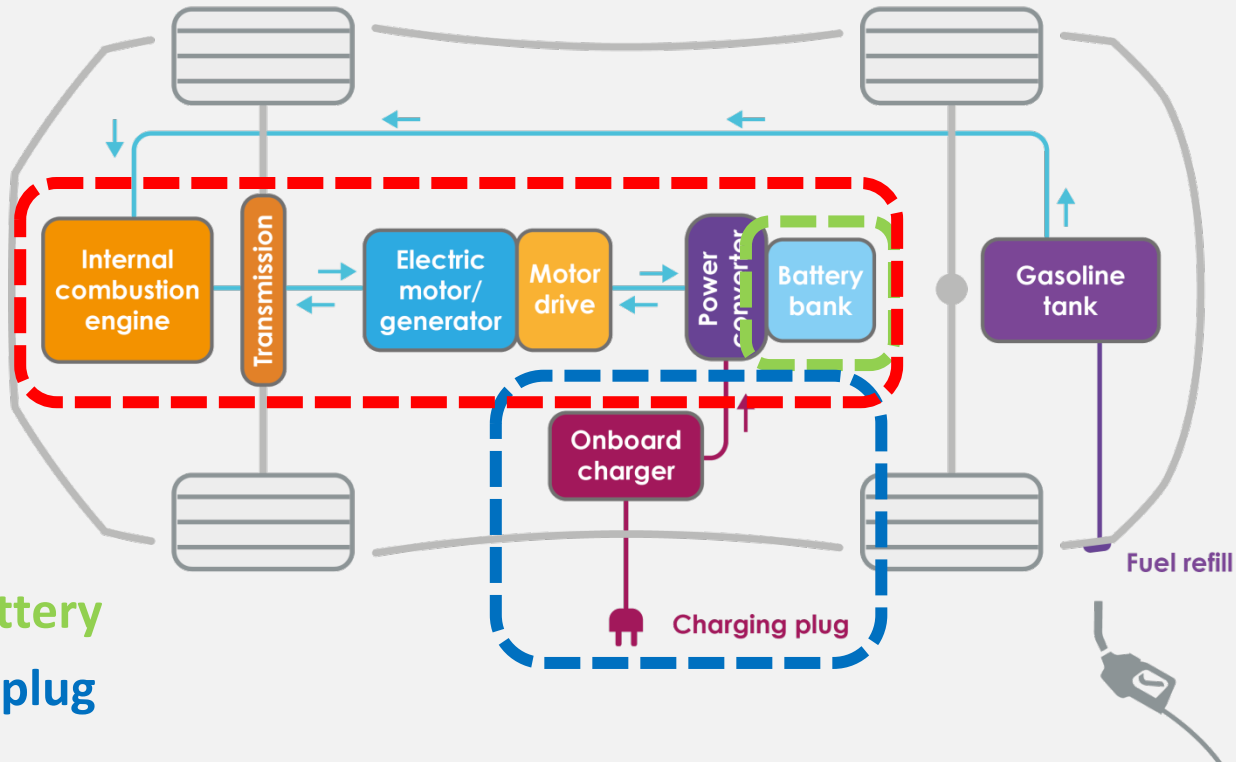 Internal
combustion
engine
Transmission
Electric
motor/
generator
Motor
drive
Power
converter
Battery
bank
Gasoline
tank
Onboard
charger
Fuel refill
Charging plug
ttery
plug